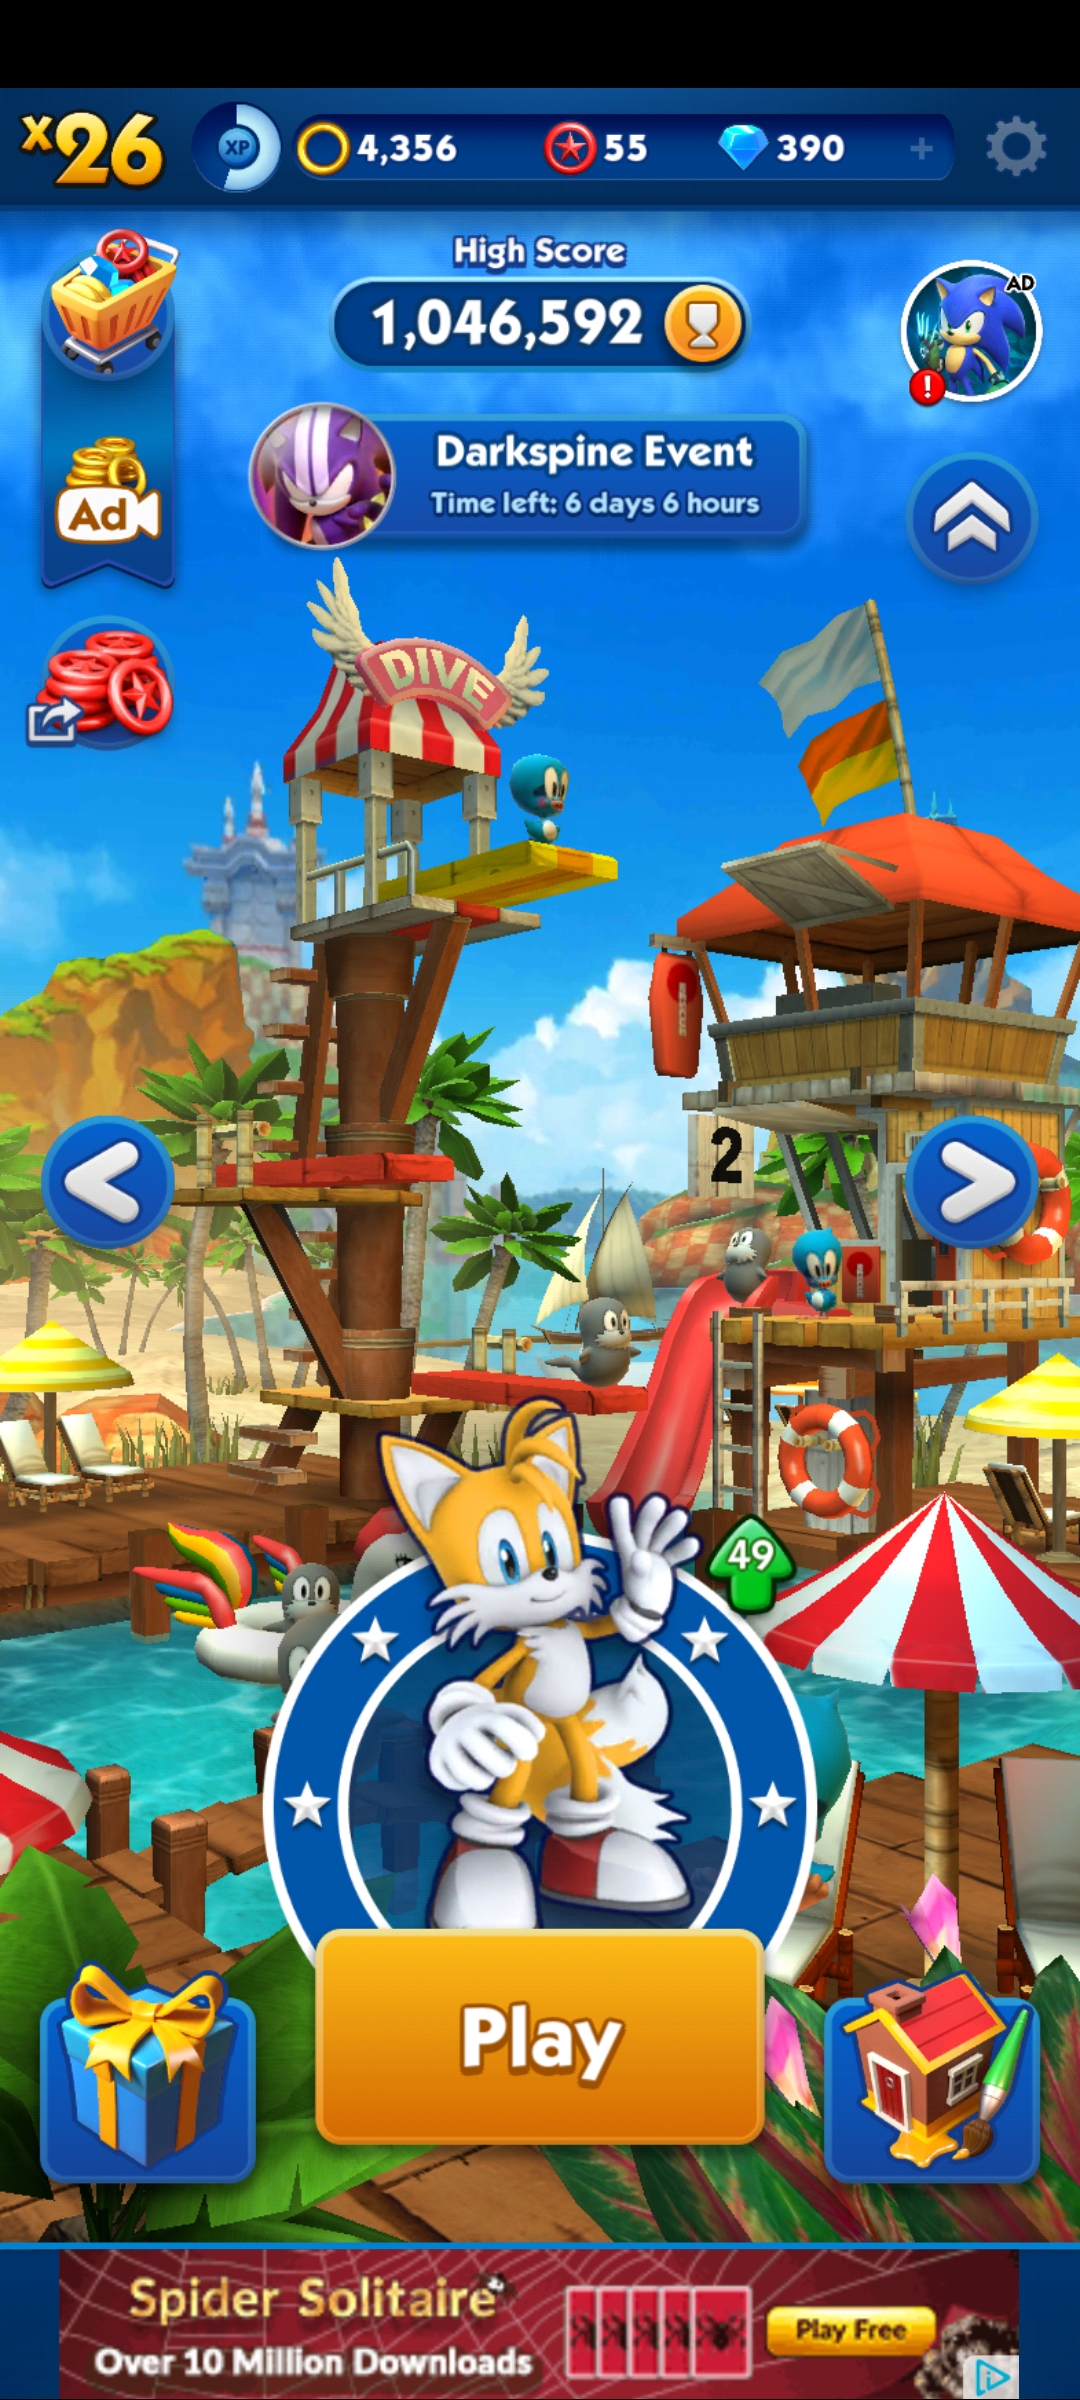 x26
XP
4,356
55
390
+
High Score
1,046,592
AD
!
Darkspine Event
Time left: 6 days 6 hours
Ad
DIVE
2
49
Play
Spider Solitaire
Over 10 Million Downloads
Play Free